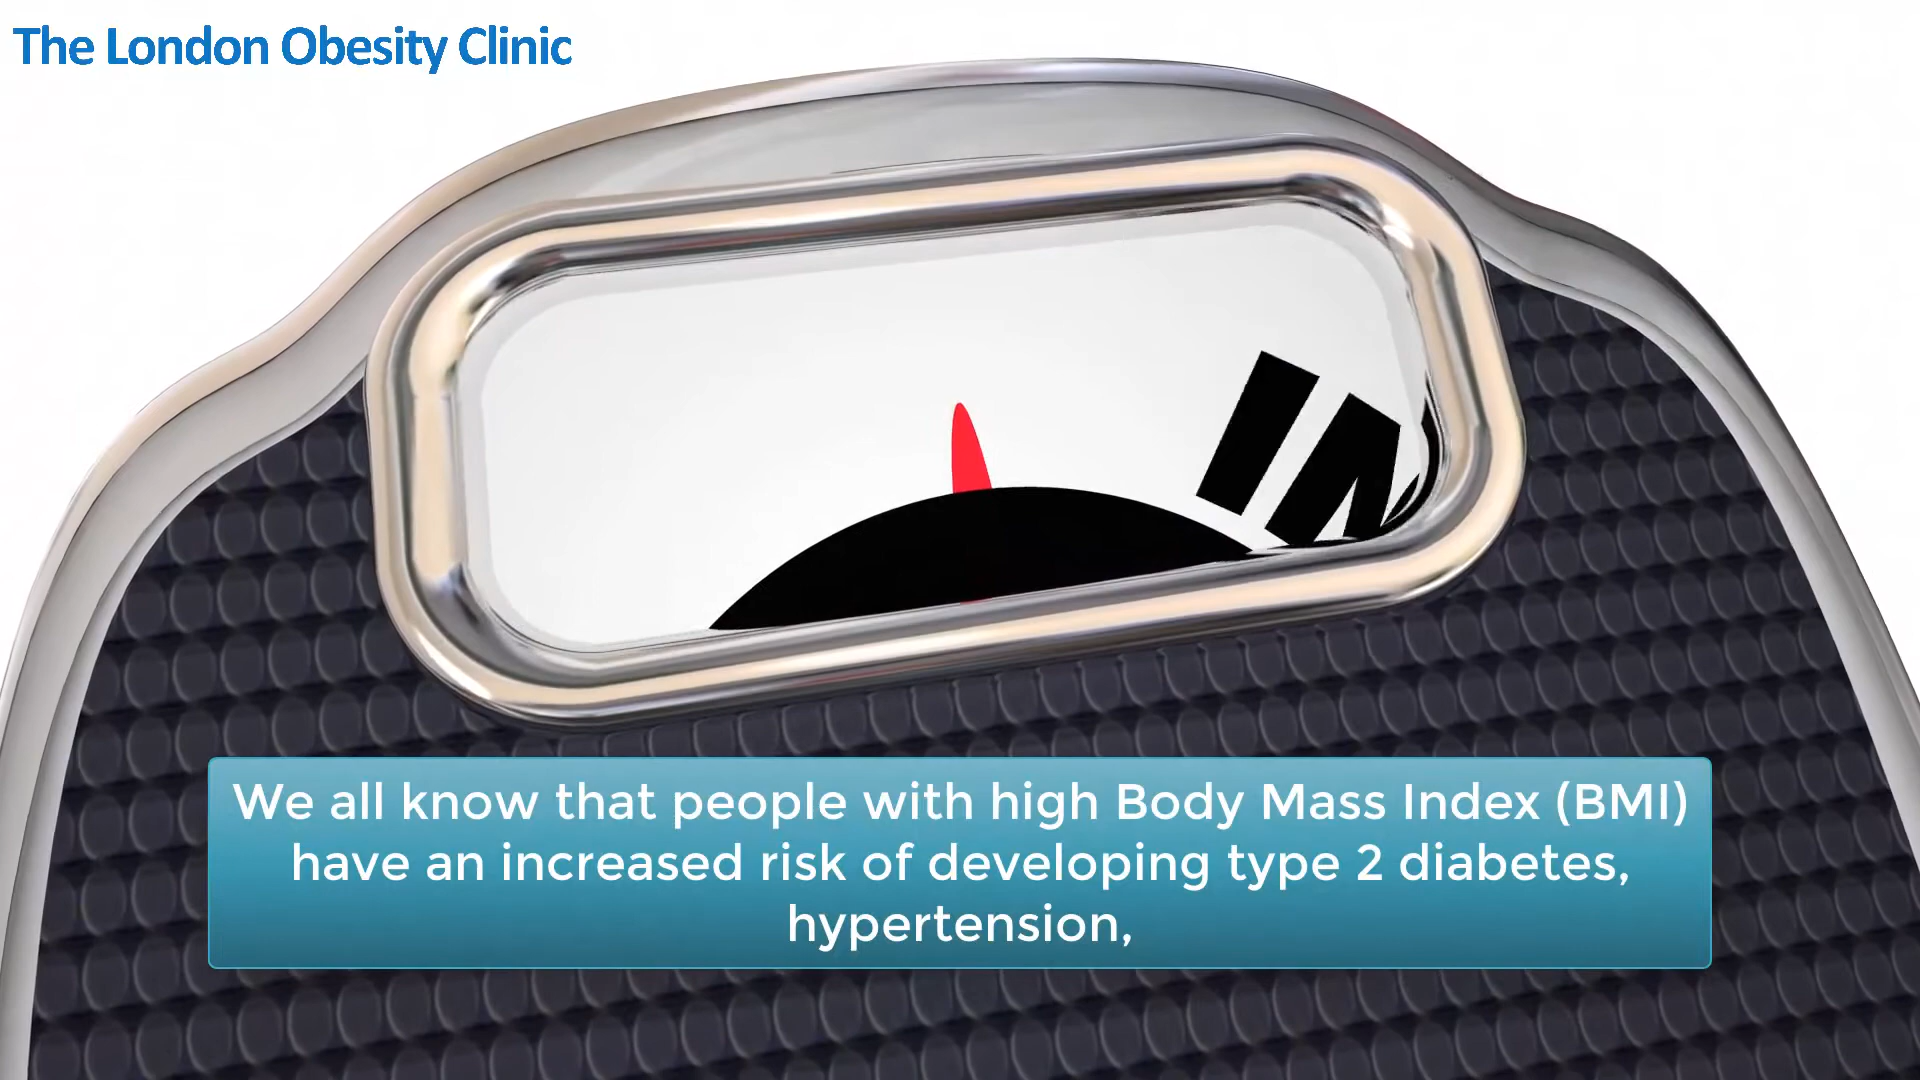 The London Obesity Clinic
IN
We all know that people with high Body Mass Index (BMI)
have an increased risk of developing type 2 diabetes,
hypertension,